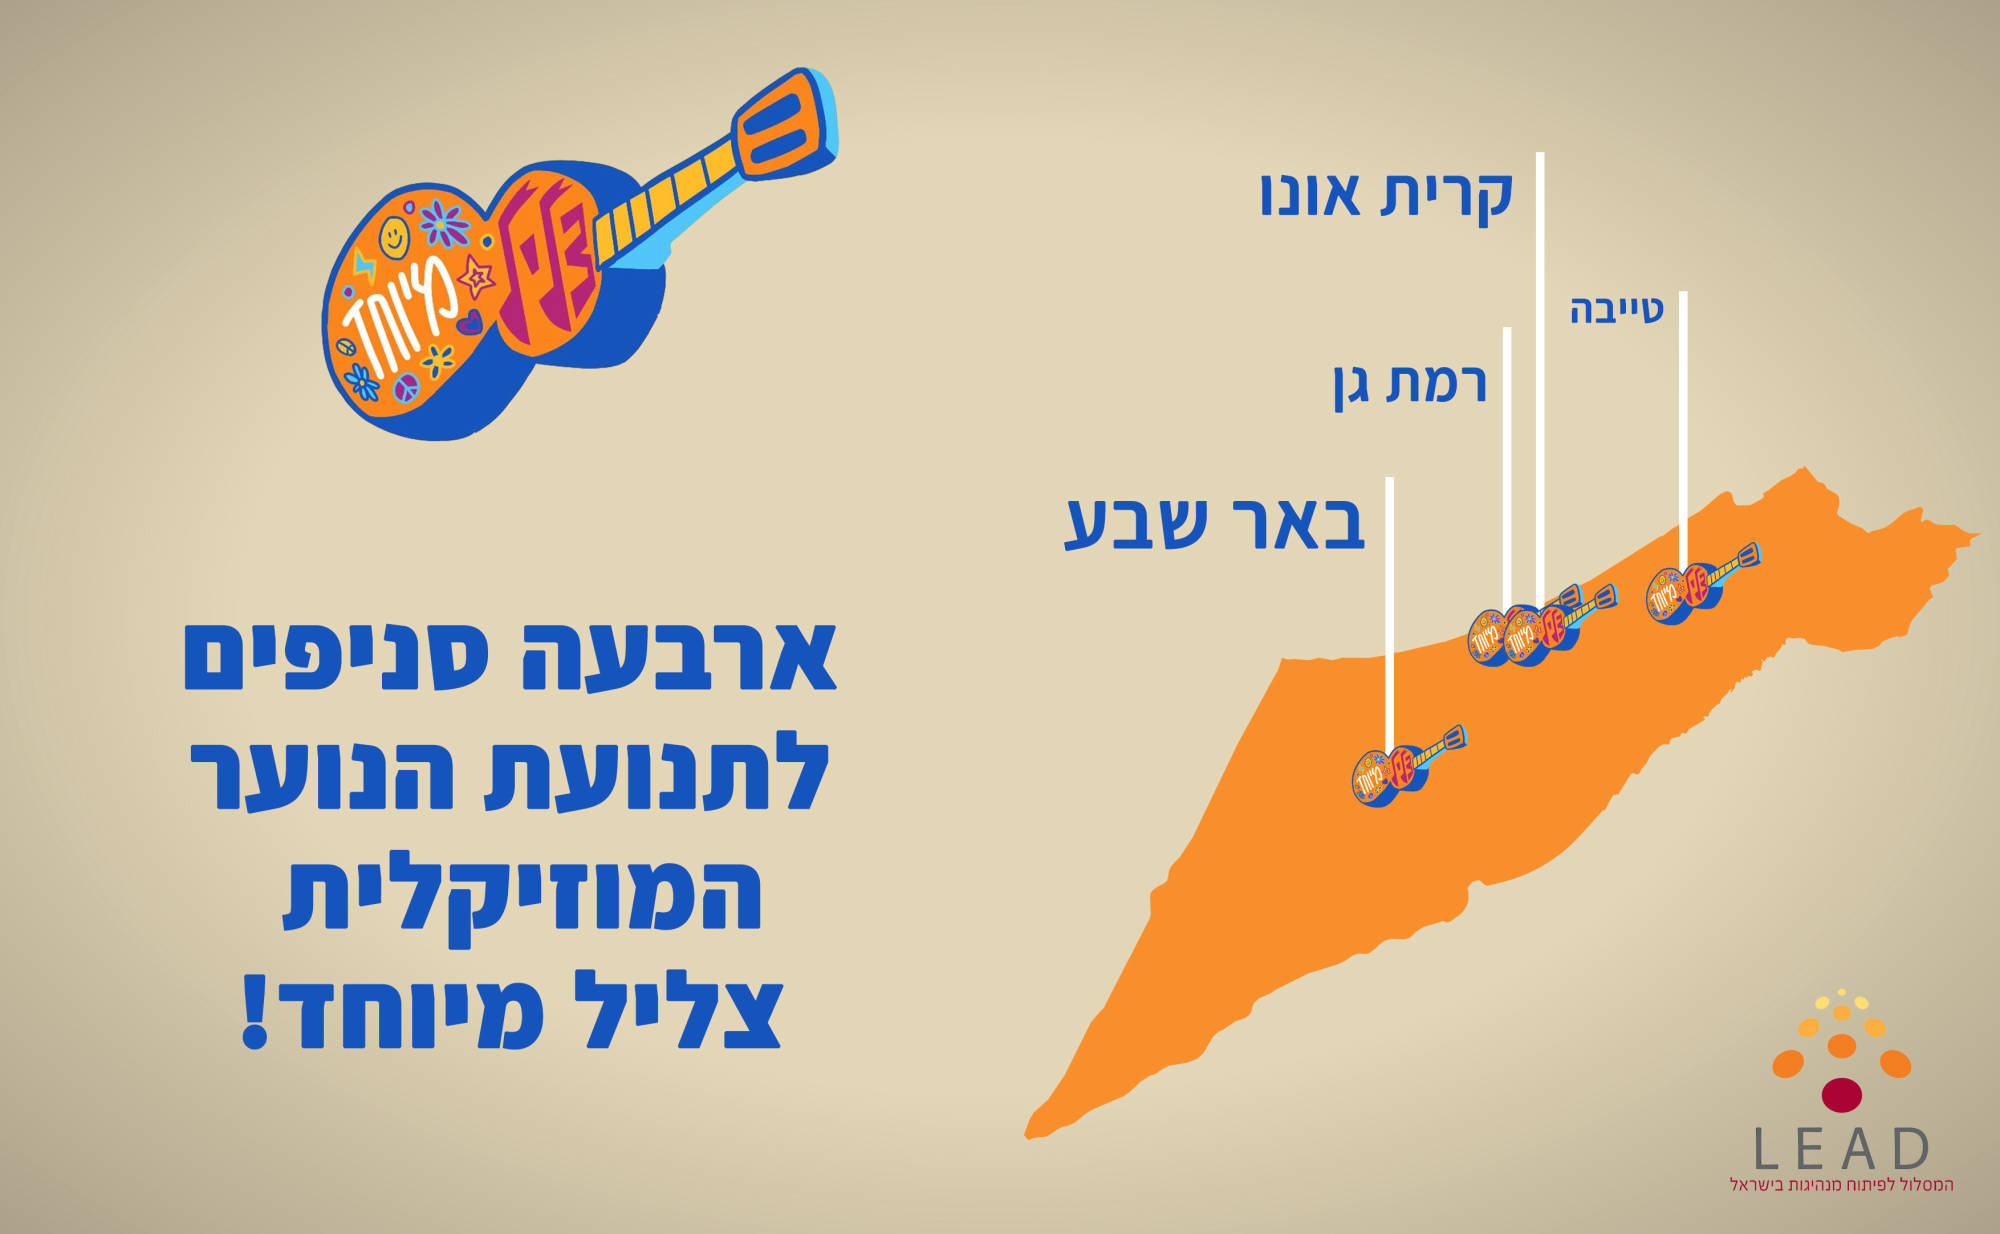 צליל
מיוחד
קרית אונו
טייבה
רמת גן
באר שבע
ארבעה סניפים
לתנועת הנוער
המוזיקלית
צליל מיוחד!
LEAD
המסלול לפיתוח מנהיגות בישראל